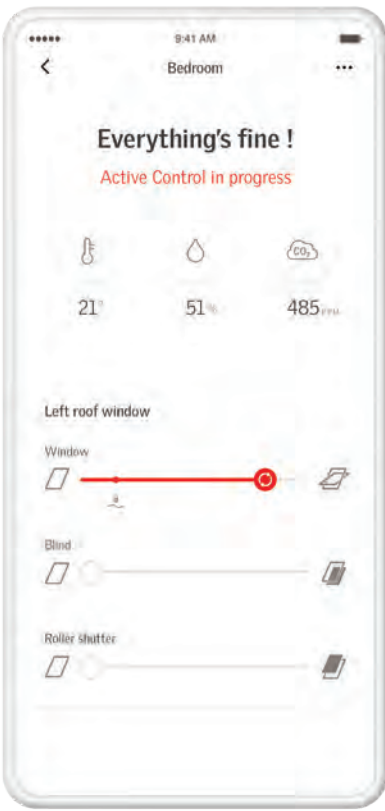 9:41 AM
Bedroom
Everything's fine !
Active Control in progress
CO₂
21° 51 % 485 PPM
Left roof window
Window
Blind
Roller shutter